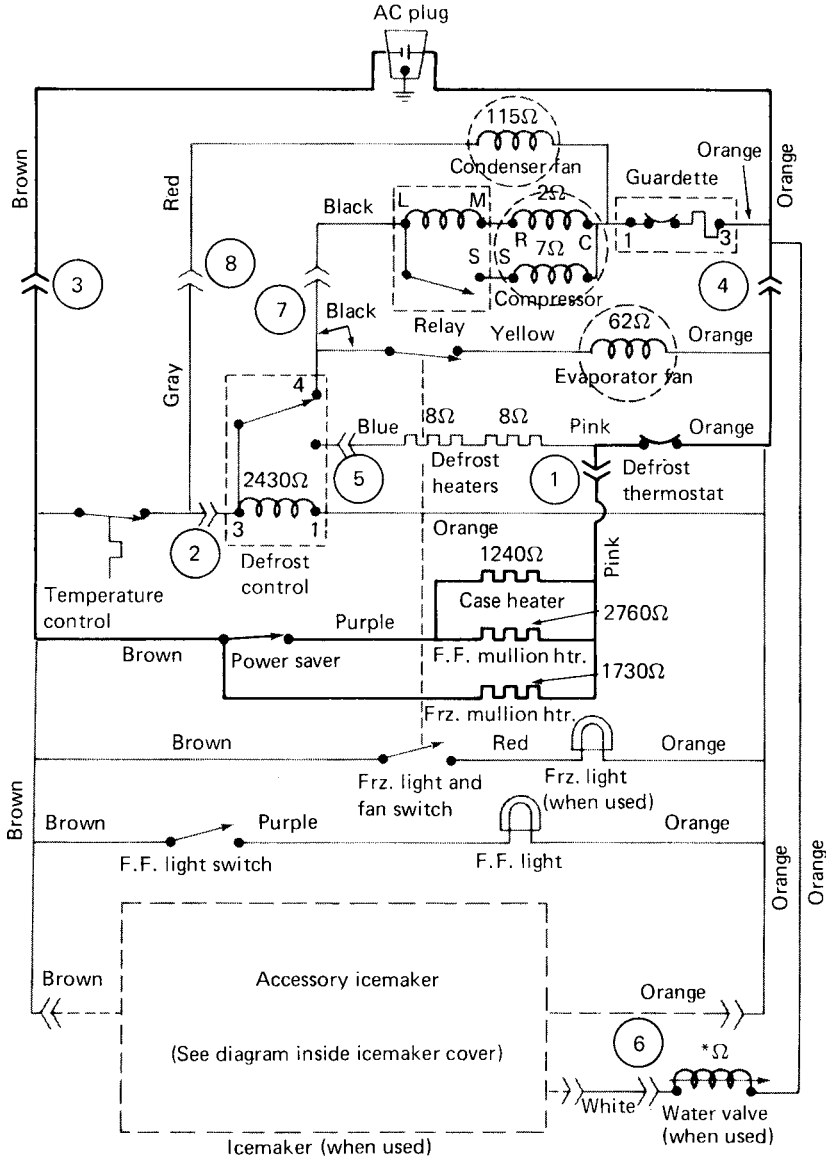 AC plug
115Ω
Condenser fan
Orange
Guardette
Brown
Red
Orange
Black
L
M
2Ω
R
C
1
3
S
S
7Ω
Compressor
3
8
7
4
Black
Relay
Yellow
62Ω
Orange
Evaporator fan
Gray
4
Blue
8Ω
8Ω
Pink
Orange
5
Defrost
heaters
1
Defrost
thermostat
2430Ω
3
1
Orange
2
Defrost
control
Pink
1240Ω
Case heater
Temperature
control
2760Ω
Purple
Brown
Power saver
F.F. mullion htr.
1730Ω
Frz. mullion htr.
Brown
Red
Orange
Frz. light and
fan switch
Frz. light
(when used)
Brown
Brown
Purple
Orange
F.F. light switch
F.F. light
Orange
Orange
Brown
Accessory icemaker
Orange
(See diagram inside icemaker cover)
6
*Ω
White
Water valve
(when used)
Icemaker (when used)